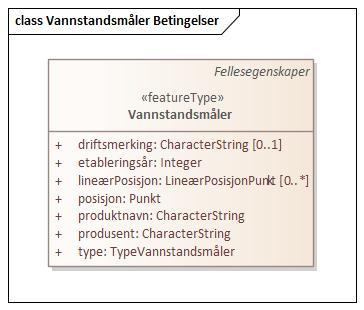 class Vannstandsmåler Betingelser
Fellesegenskaper
«featureType»
Vannstandsmåler
+ driftsmerking: CharacterString [0..1]
+ etableringsår: Integer
+ lineærPosisjon: LineærPosisjonPunkt [0..*]
+ posisjon: Punkt
+ produktnavn: CharacterString
+ produsent: CharacterString
+ type: TypeVannstandsmåler